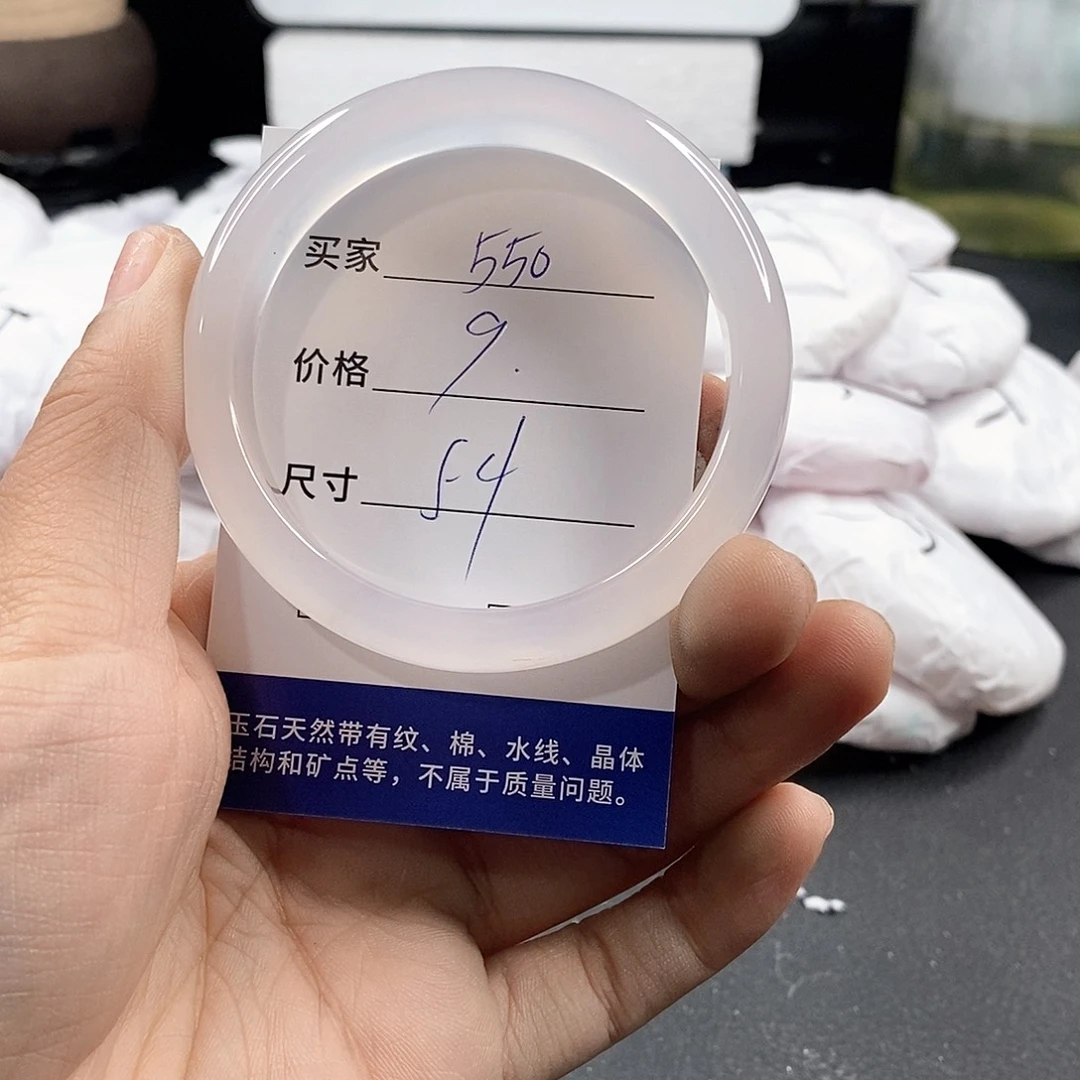 买家 550
价格 9.
尺寸 54
玉石天然带有纹、棉、水线、晶体
结构和矿点等，不属于质量问题。